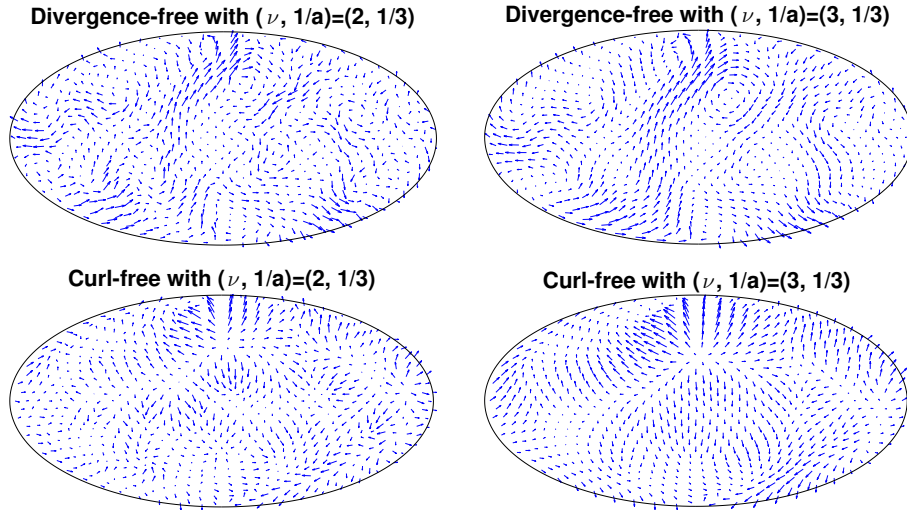 Divergence-free with (ν, 1/a)=(2, 1/3)
Divergence-free with (ν, 1/a)=(3, 1/3)
Curl-free with (ν, 1/a)=(2, 1/3)
Curl-free with (ν, 1/a)=(3, 1/3)